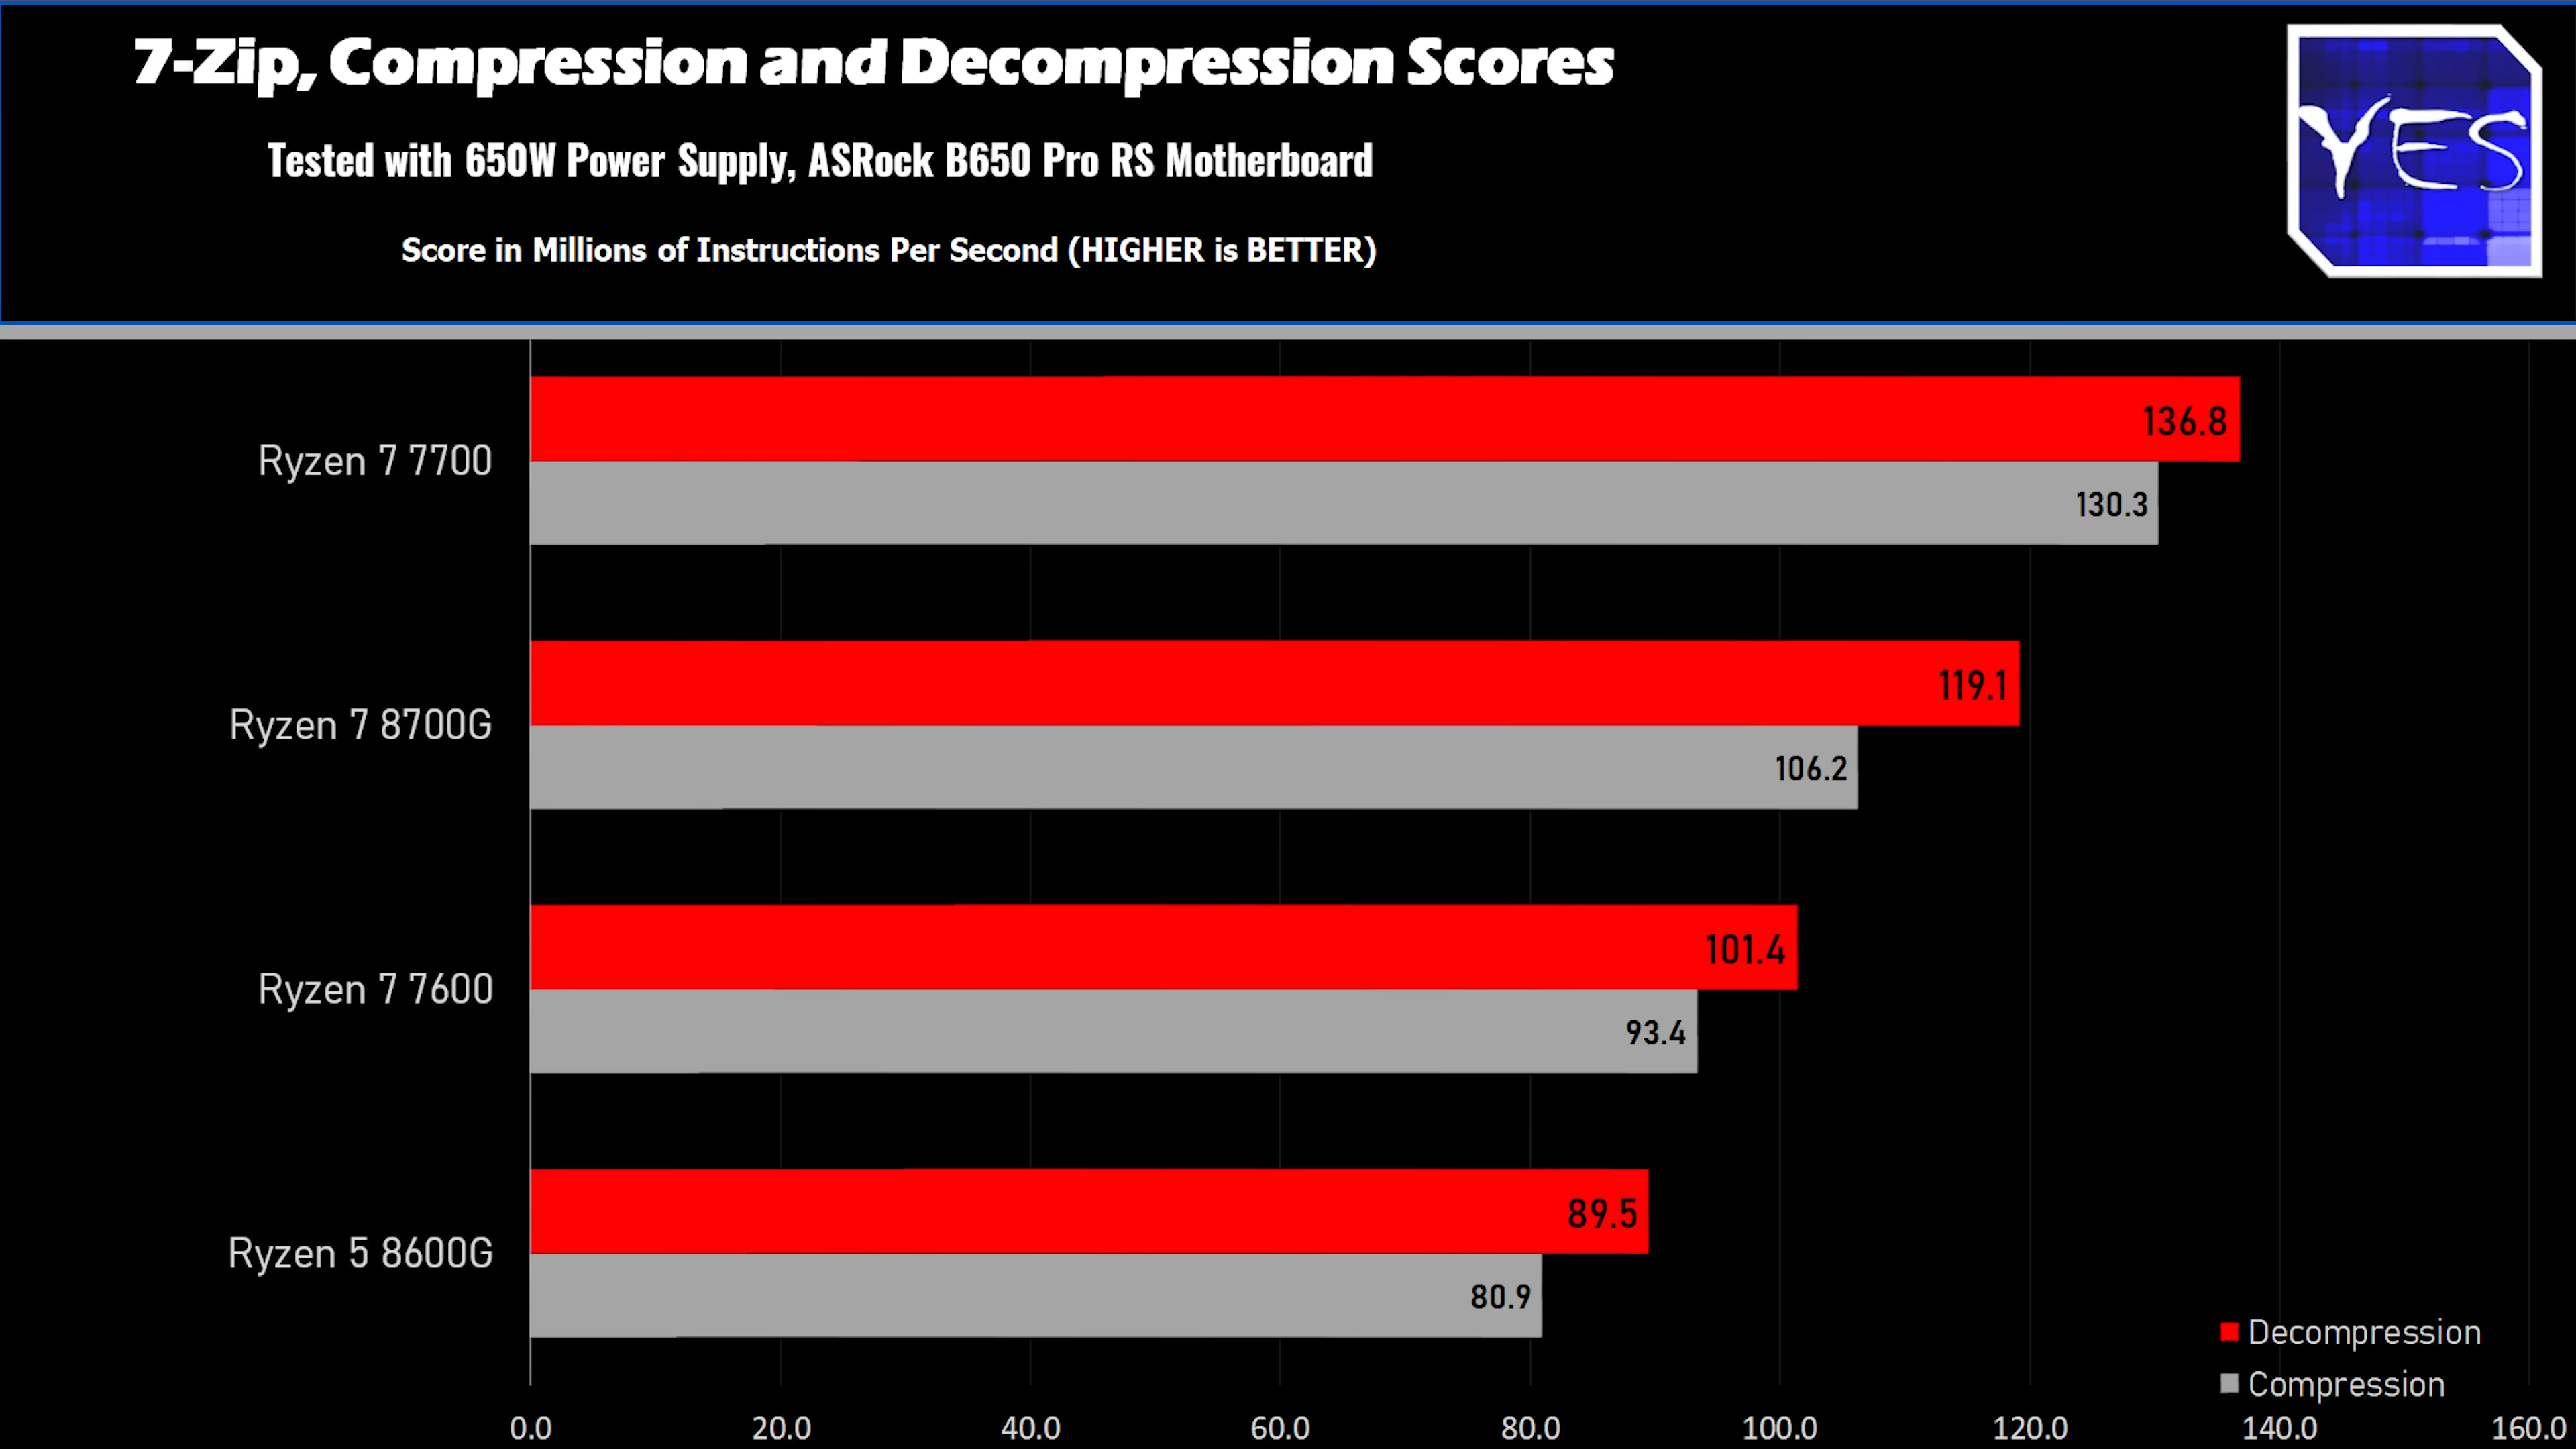 7-Zip, Compression and Decompression Scores
YES
Tested with 650W Power Supply, ASRock B650 Pro RS Motherboard
Score in Millions of Instructions Per Second (HIGHER is BETTER)
Ryzen 7 7700
136.8
130.3
Ryzen 7 8700G
119.1
106.2
Ryzen 7 7600
101.4
93.4
Ryzen 5 8600G
89.5
80.9
Decompression
Compression
0.0 20.0 40.0 60.0 80.0 100.0 120.0 140.0 160.0